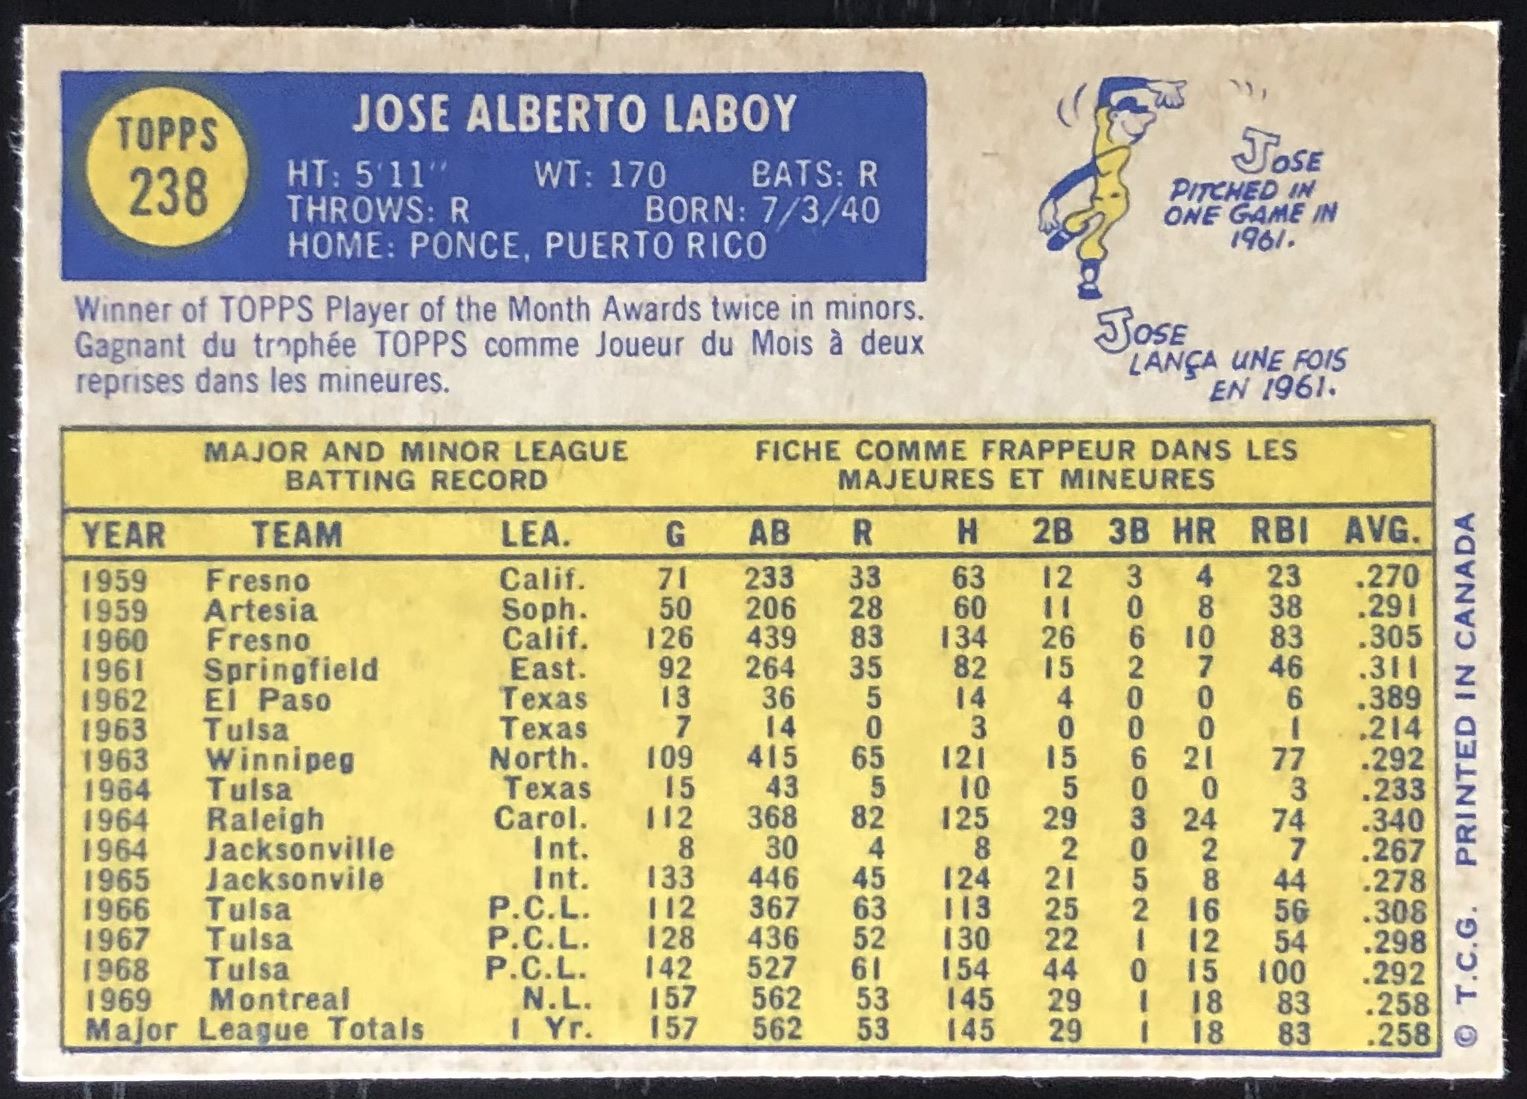 TOPPS
238
JOSE ALBERTO LABOY
HT: 5'11" WT: 170 BATS: R
THROWS: R BORN: 7/3/40
HOME: PONCE, PUERTO RICO
Winner of TOPPS Player of the Month Awards twice in minors.
Gagnant du trophée TOPPS comme Joueur du Mois à deux
reprises dans les mineures.
JOSE
PITCHED IN
ONE GAME IN
1961.
JOSE
LANÇA UNE FOIS
EN 1961.
MAJOR AND MINOR LEAGUE
BATTING RECORD
FICHE COMME FRAPPEUR DANS LES
MAJEURES ET MINEURES
YEAR TEAM LEA. G AB R H 2B 3B HR RBI AVG.
1959 Fresno Calif. 71 233 33 63 12 3 4 23 .270
1959 Artesia Soph. 50 206 28 60 11 0 8 38 .291
1960 Fresno Calif. 126 439 83 134 26 6 10 83 .305
1961 Springfield East. 92 264 35 82 15 2 7 46 .311
1962 El Paso Texas 13 36 5 14 4 0 0 6 .389
1963 Tulsa Texas 7 14 0 3 0 0 0 1 .214
1963 Winnipeg North. 109 415 65 121 15 6 21 77 .292
1964 Tulsa Texas 15 43 5 10 5 0 0 3 .233
1964 Raleigh Carol. 112 368 82 125 29 3 24 74 .340
1964 Jacksonville Int. 8 30 4 8 2 0 2 7 .267
1965 Jacksonvile Int. 133 446 45 124 21 5 8 44 .278
1966 Tulsa P.C.L. 112 367 63 113 25 2 16 56 .308
1967 Tulsa P.C.L. 128 436 52 130 22 1 12 54 .298
1968 Tulsa P.C.L. 142 527 61 154 44 0 15 100 .292
1969 Montreal N.L. 157 562 53 145 29 1 18 83 .258
Major League Totals 1 Yr. 157 562 53 145 29 1 18 83 .258
© T.C.G. PRINTED IN CANADA